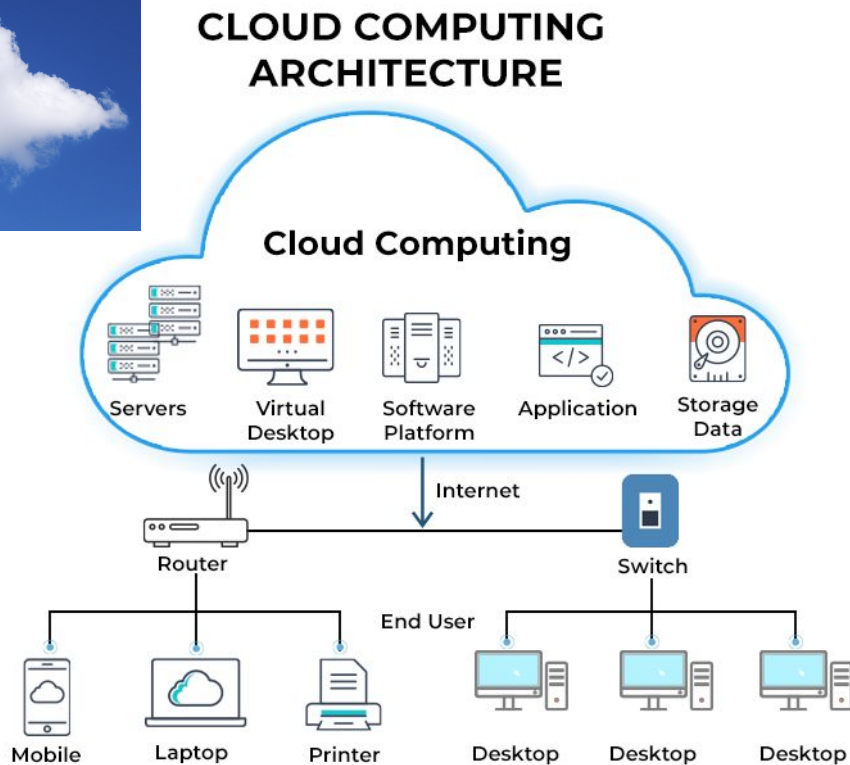 CLOUD COMPUTING
ARCHITECTURE
Cloud Computing
Servers
Virtual
Desktop
Software
Platform
Application
Storage
Data
</>
Internet
Router
Switch
End User
Mobile
Laptop
Printer
Desktop
Desktop
Desktop